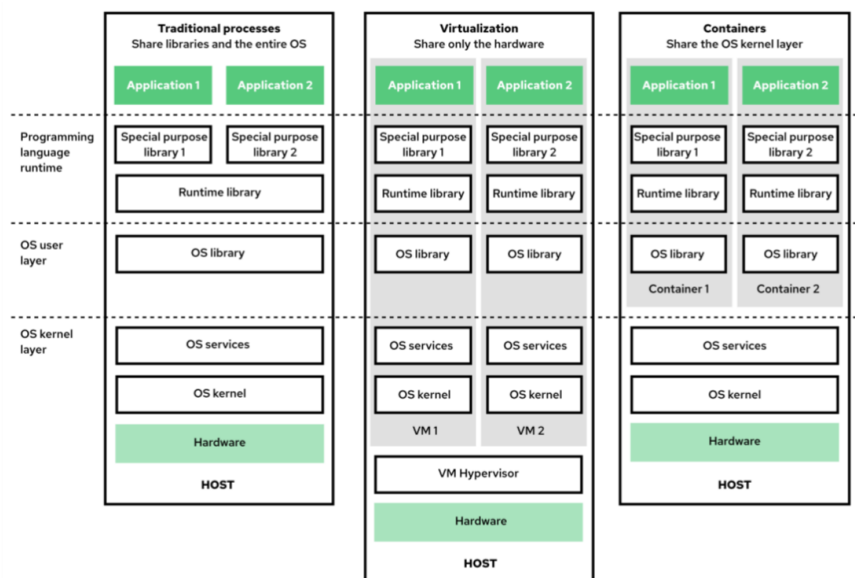 Traditional processes
Share libraries and the entire OS
Virtualization
Share only the hardware
Containers
Share the OS kernel layer
Application 1
Application 2
Application 1
Application 2
Application 1
Application 2
Programming
language
runtime
Special purpose
library 1
Special purpose
library 2
Special purpose
library 1
Special purpose
library 2
Special purpose
library 1
Special purpose
library 2
Runtime library
Runtime library
Runtime library
Runtime library
Runtime library
OS user
layer
OS library
OS library
OS library
OS library
OS library
Container 1
Container 2
OS kernel
layer
OS services
OS services
OS services
OS services
OS kernel
OS kernel
OS kernel
OS kernel
Hardware
VM 1
VM 2
Hardware
HOST
VM Hypervisor
HOST
Hardware
HOST